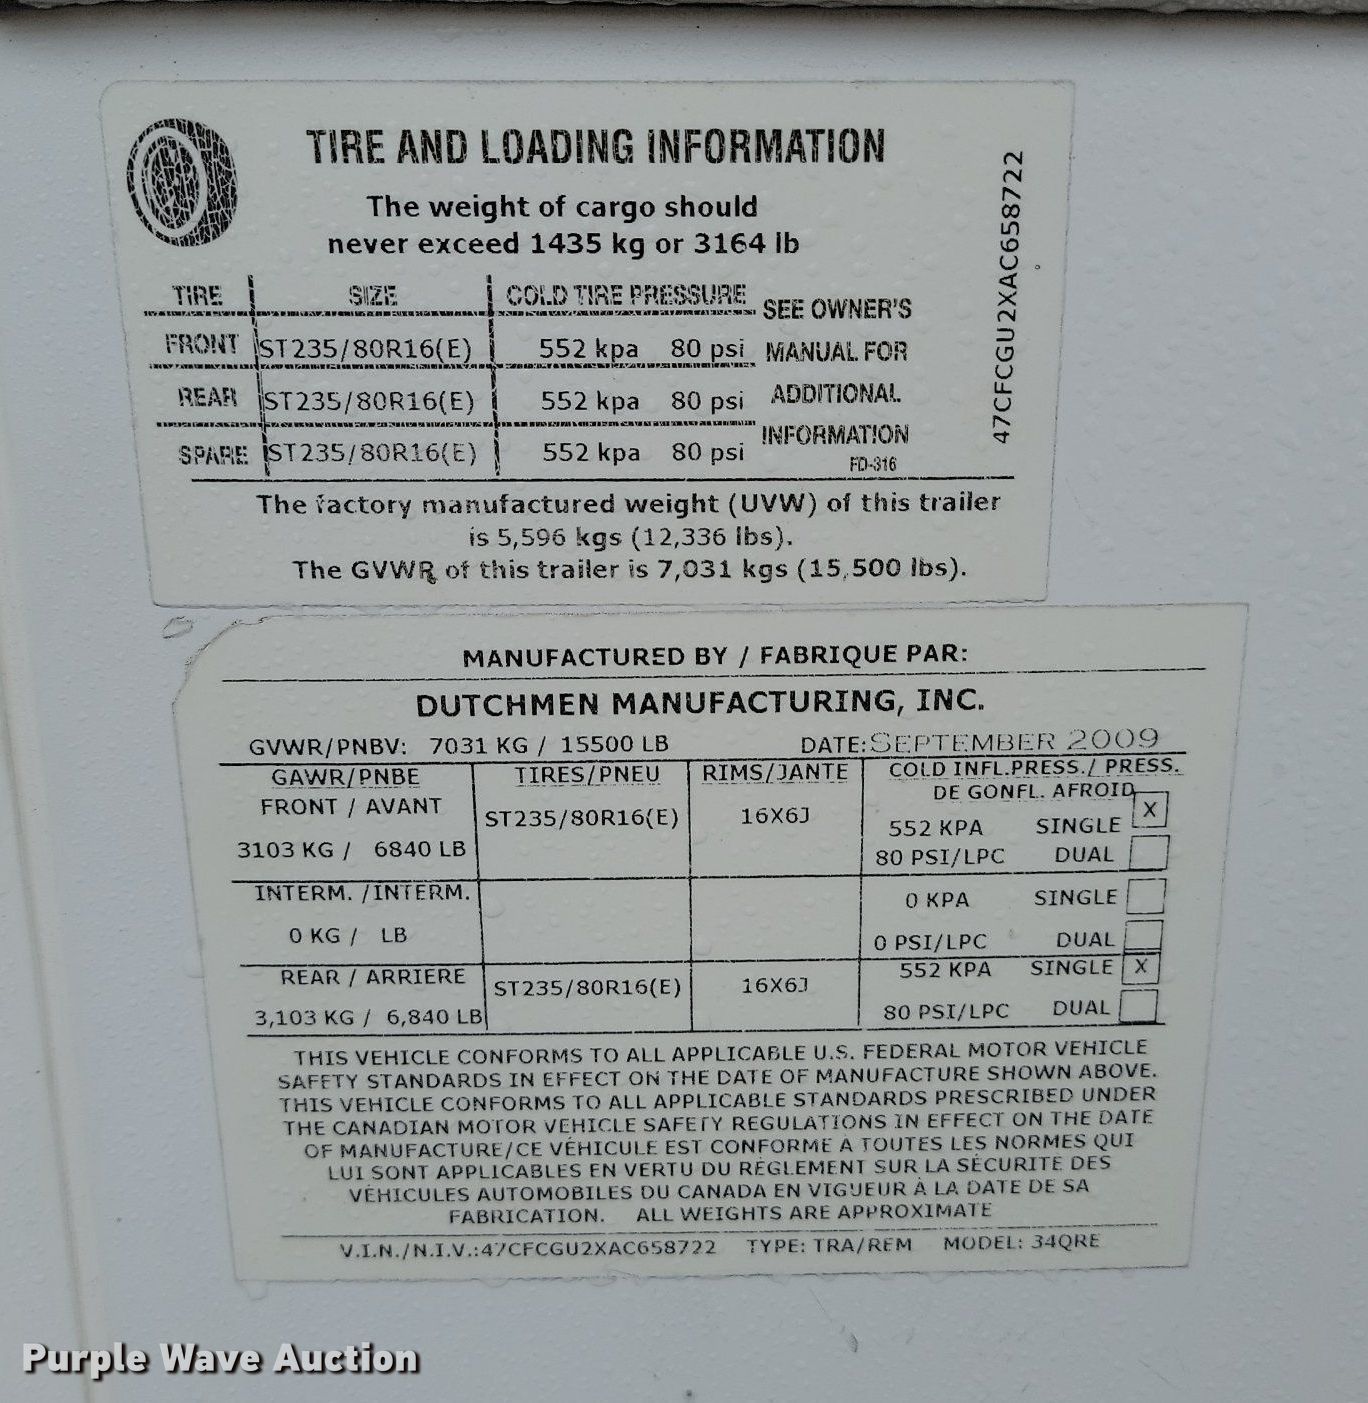 TIRE AND LOADING INFORMATION
The weight of cargo should
never exceed 1435 kg or 3164 lb
TIRE SIZE COLD TIRE PRESSURE
FRONT ST235/80R16(E) 552 kpa 80 psi
REAR ST235/80R16(E) 552 kpa 80 psi
SPARE ST235/80R16(E) 552 kpa 80 psi
SEE OWNER'S
MANUAL FOR
ADDITIONAL
INFORMATION
FD-316
47CFCGU2XAC658722
The factory manufactured weight (UVW) of this trailer
is 5,596 kgs (12,336 lbs).
The GVWR of this trailer is 7,031 kgs (15,500 lbs).
MANUFACTURED BY / FABRIQUE PAR:
DUTCHMEN MANUFACTURING, INC.
GVWR/PNBV: 7031 KG / 15500 LB DATE: SEPTEMBER 2009
GAWR/PNBE TIRES/PNEU RIMS/JANTE COLD INFL.PRESS./ PRESS.
DE GONFL. AFROID
FRONT / AVANT ST235/80R16(E) 16X6J 552 KPA SINGLE X
3103 KG / 6840 LB 80 PSI/LPC DUAL
INTERM. /INTERM. 0 KPA SINGLE
0 KG / LB 0 PSI/LPC DUAL
REAR / ARRIERE ST235/80R16(E) 16X6J 552 KPA SINGLE X
3,103 KG / 6,840 LB 80 PSI/LPC DUAL
THIS VEHICLE CONFORMS TO ALL APPLICABLE U.S. FEDERAL MOTOR VEHICLE
SAFETY STANDARDS IN EFFECT ON THE DATE OF MANUFACTURE SHOWN ABOVE.
THIS VEHICLE CONFORMS TO ALL APPLICABLE STANDARDS PRESCRIBED UNDER
THE CANADIAN MOTOR VEHICLE SAFETY REGULATIONS IN EFFECT ON THE DATE
OF MANUFACTURE/CE VÉHICULE EST CONFORME A TOUTES LES NORMES QUI
LUI SONT APPLICABLES EN VERTU DU RÈGLEMENT SUR LA SÉCURITÉ DES
VÉHICULES AUTOMOBILES DU CANADA EN VIGUEUR À LA DATE DE SA
FABRICATION. ALL WEIGHTS ARE APPROXIMATE
V.I.N./N.I.V.:47CFCGU2XAC658722 TYPE: TRA/REM MODEL: 34QRE
Purple Wave Auction